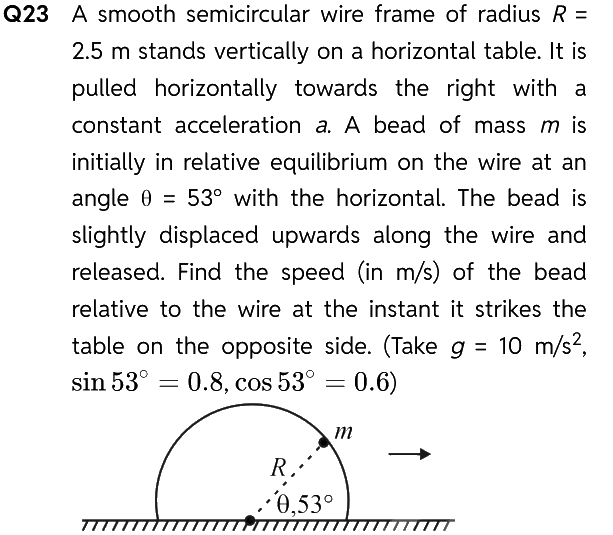 Q23 A smooth semicircular wire frame of radius R =
2.5 m stands vertically on a horizontal table. It is
pulled horizontally towards the right with a
constant acceleration a. A bead of mass m is
initially in relative equilibrium on the wire at an
angle θ = 53° with the horizontal. The bead is
slightly displaced upwards along the wire and
released. Find the speed (in m/s) of the bead
relative to the wire at the instant it strikes the
table on the opposite side. (Take g = 10 m/s², 
sin 53° = 0.8, cos 53° = 0.6)
m
R
θ,53°